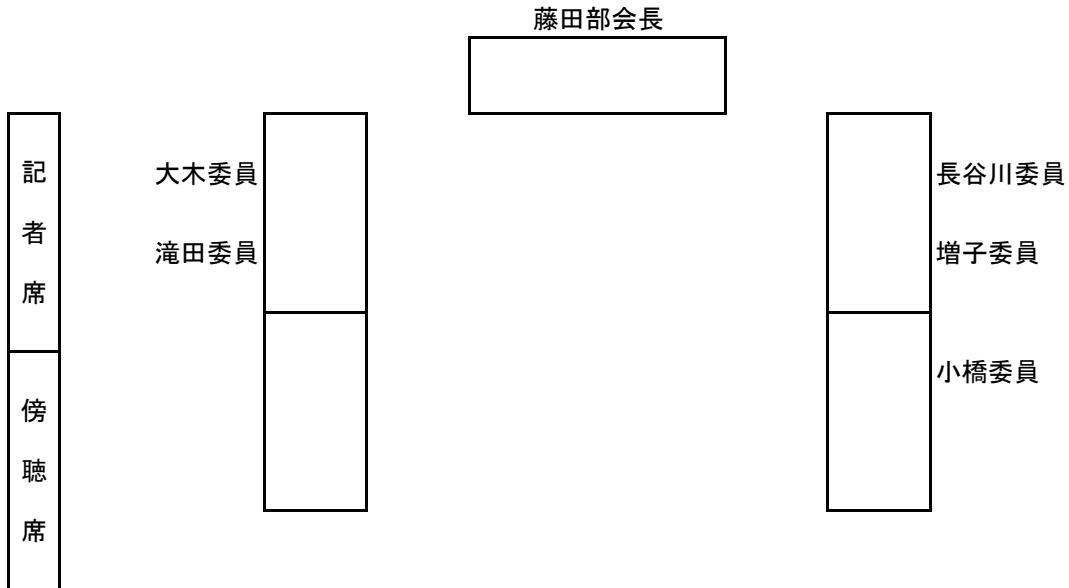 藤田部会長
記者席
大木委員
長谷川委員
滝田委員
増子委員
小橋委員
傍聴席